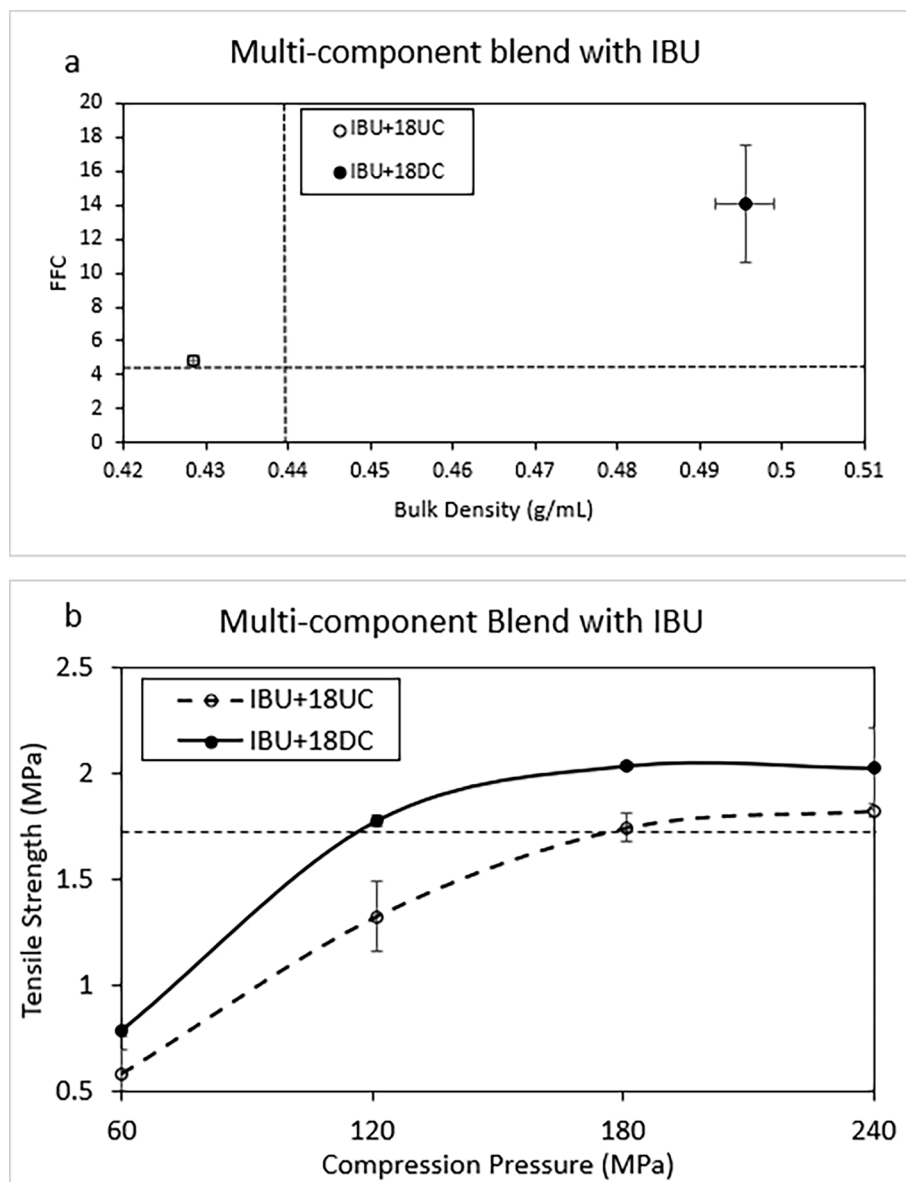 a
Multi-component blend with IBU
20
18
16
14
12
10
8
6
4
2
0
FFC
IBU+18UC
IBU+18DC
0.42 0.43 0.44 0.45 0.46 0.47 0.48 0.49 0.5 0.51
Bulk Density (g/mL)
b
Multi-component Blend with IBU
2.5
2
1.5
1
0.5
Tensile Strength (MPa)
IBU+18UC
IBU+18DC
60 120 180 240
Compression Pressure (MPa)